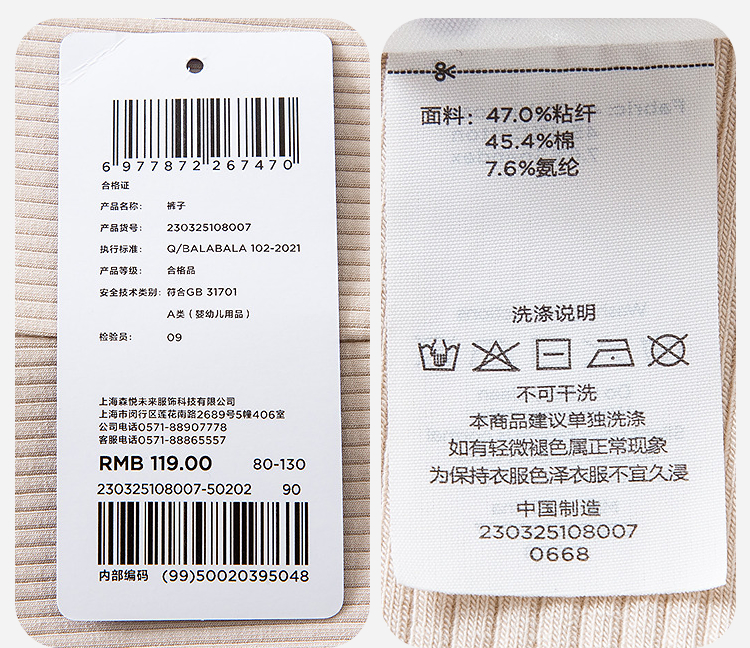 6 977872 267470
合格证
产品名称： 裤子
产品货号： 230325108007
执行标准： Q/BALABALA 102-2021
产品等级： 合格品
安全技术类别： 符合GB 31701
A类（婴幼儿用品）
检验员： 09
上海森悦未来服饰科技有限公司
上海市闵行区莲花南路2689号5幢406室
公司电话0571-88907778
客服电话0571-88865557
RMB 119.00 80-130
230325108007-50202 90
内部编码 (99)50020395048
面料：47.0%粘纤
45.4%棉
7.6%氨纶
洗涤说明
不可干洗
本商品建议单独洗涤
如有轻微褪色属正常现象
为保持衣服色泽衣服不宜久浸
中国制造
230325108007
0668